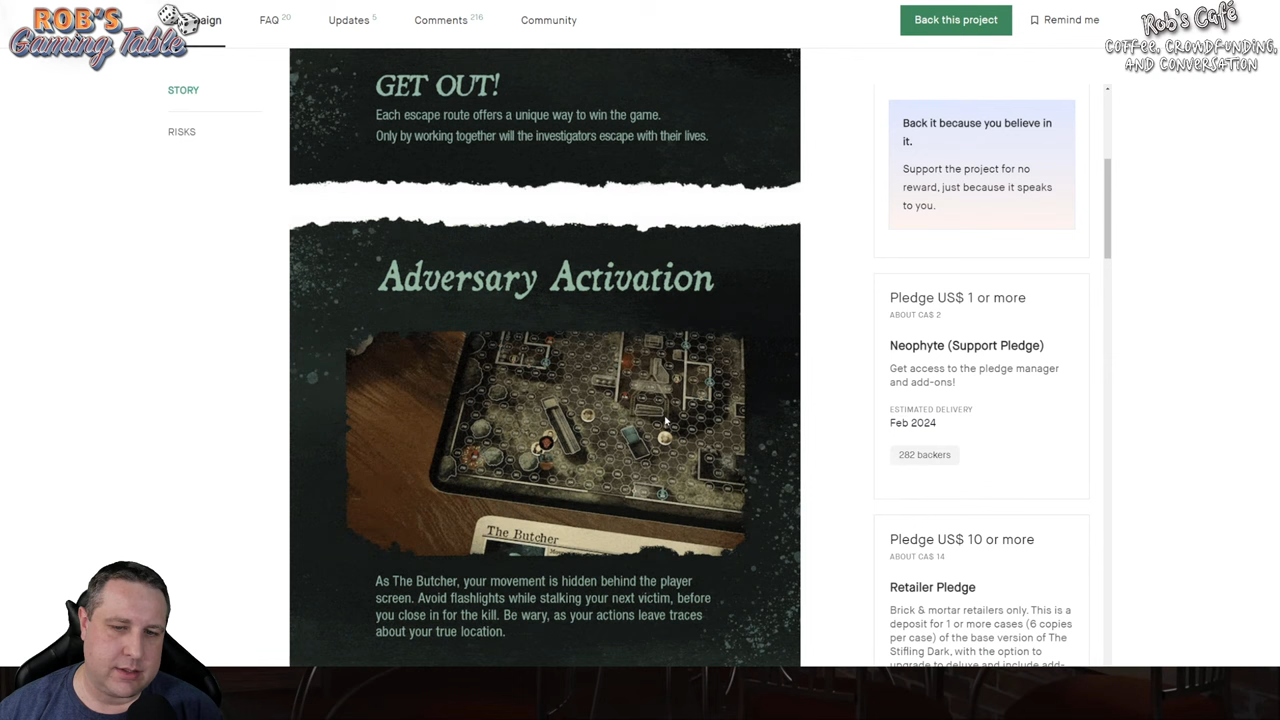 ROB'S
Gaming Table
paign
FAQ 20
Updates 5
Comments 216
Community
Back this project
Remind me
Rob's Café
Coffee, Crowdfunding,
and Conversation
STORY
RISKS
GET OUT!
Each escape route offers a unique way to win the game.
Only by working together will the investigators escape with their lives.
Adversary Activation
The Butcher
As The Butcher, your movement is hidden behind the player
screen. Avoid flashlights while stalking your next victim, before
you close in for the kill. Be wary, as your actions leave traces
about your true location.
Back it because you believe in
it.
Support the project for no
reward, just because it speaks
to you.
Pledge US$ 1 or more
ABOUT CA$ 2
Neophyte (Support Pledge)
Get access to the pledge manager
and add-ons!
ESTIMATED DELIVERY
Feb 2024
282 backers
Pledge US$ 10 or more
ABOUT CA$ 14
Retailer Pledge
Brick & mortar retailers only. This is a
deposit for 1 or more cases (6 copies
per case) of the base version of The
Stifling Dark, with the option to
upgrade to deluxe and include add-